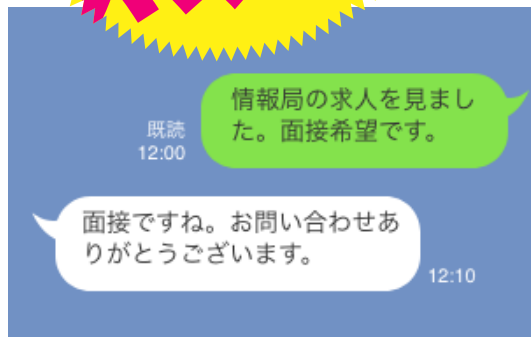 情報局の求人を見まし
た。面接希望です。
既読
12:00
面接ですね。お問い合わせあ
りがとうございます。
12:10